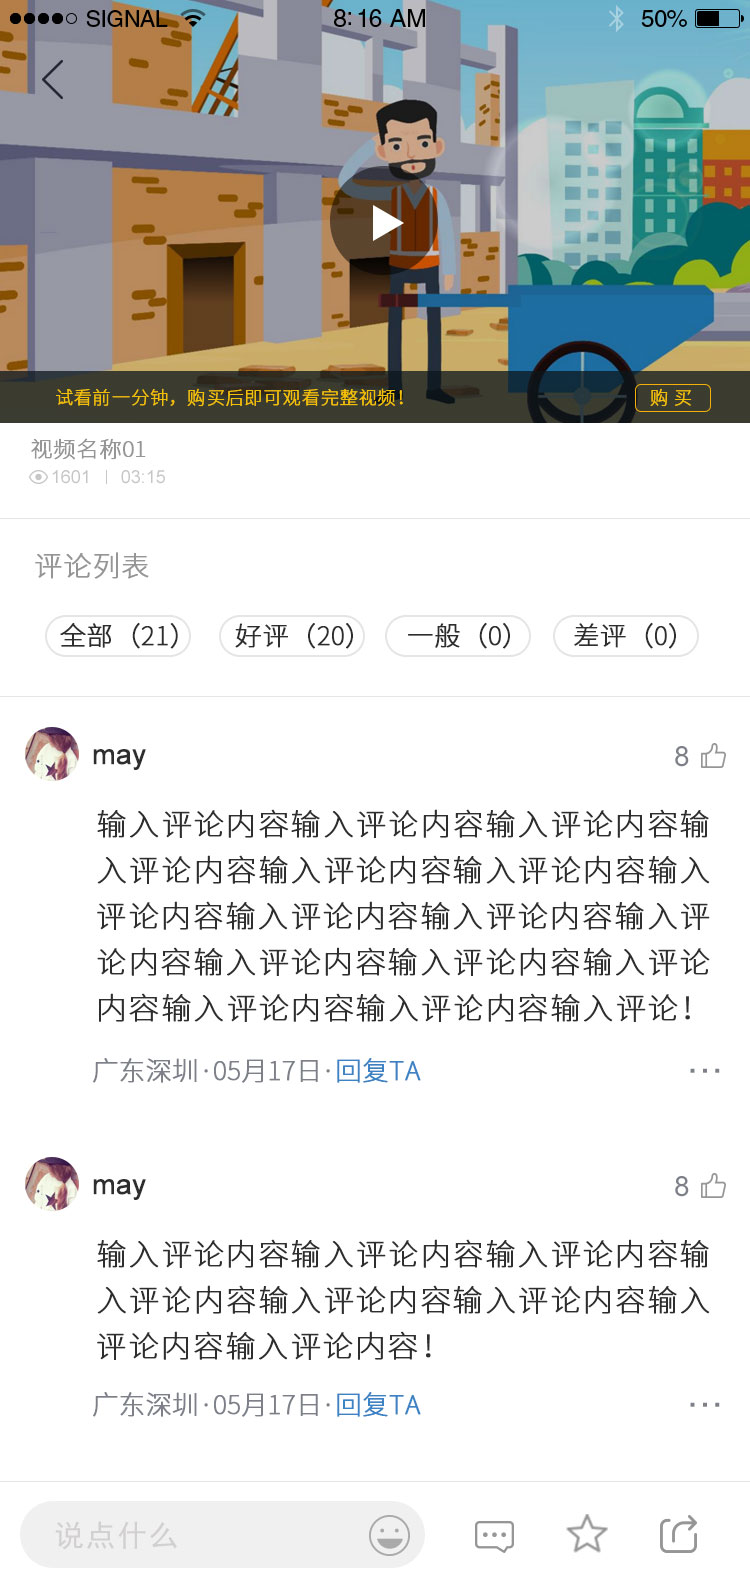 SIGNAL 8:16 AM 50%
试看前一分钟，购买后即可观看完整视频！ 购买
视频名称01
1601 | 03:15
评论列表
全部（21） 好评（20） 一般（0） 差评（0）
may 8
输入评论内容输入评论内容输入评论内容输
入评论内容输入评论内容输入评论内容输入
评论内容输入评论内容输入评论内容输入评
论内容输入评论内容输入评论内容输入评论
内容输入评论内容输入评论内容输入评论！
广东深圳·05月17日·回复TA ···
may 8
输入评论内容输入评论内容输入评论内容输
入评论内容输入评论内容输入评论内容输入
评论内容输入评论内容！
广东深圳·05月17日·回复TA ···
说点什么